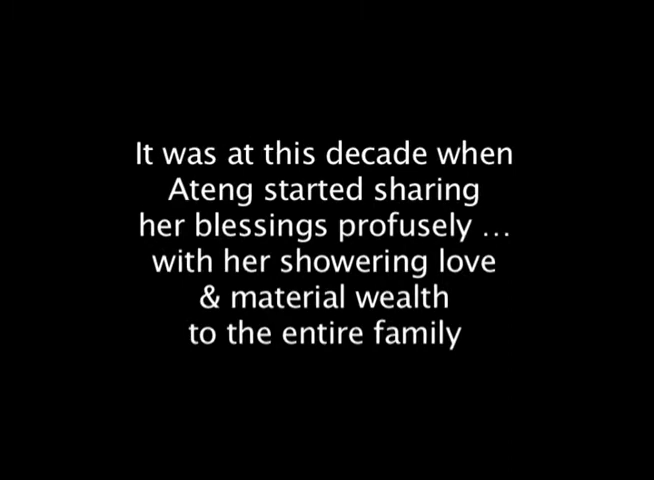 It was at this decade when
Ateng started sharing
her blessings profusely ...
with her showering love
& material wealth
to the entire family